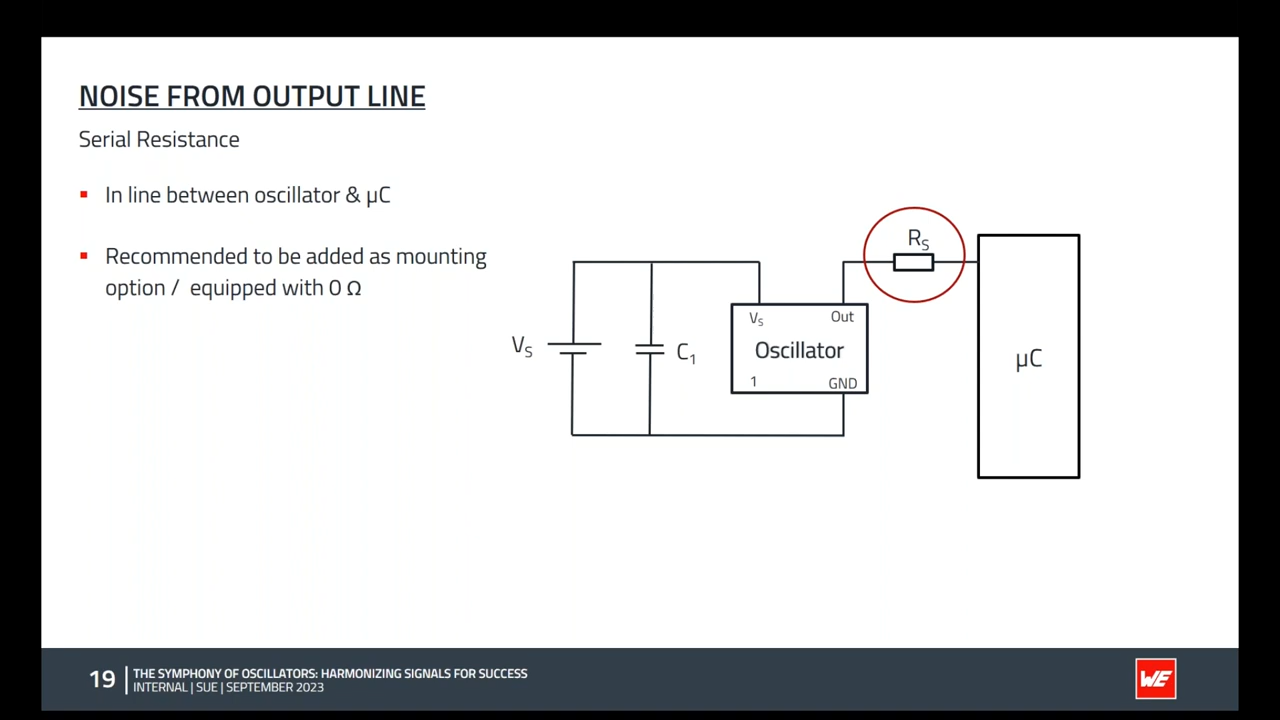 NOISE FROM OUTPUT LINE
Serial Resistance
In line between oscillator & µC
Recommended to be added as mounting
option / equipped with 0 Ω
RS
VS
C1
VS
Out
Oscillator
1
GND
µC
19
THE SYMPHONY OF OSCILLATORS: HARMONIZING SIGNALS FOR SUCCESS
INTERNAL | SUE | SEPTEMBER 2023
WE